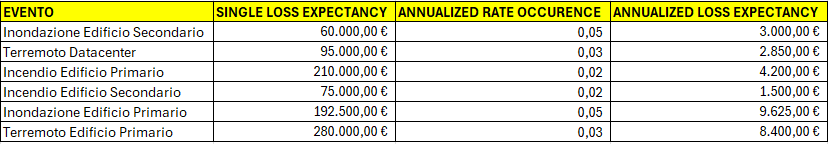 EVENTO SINGLE LOSS EXPECTANCY ANNUALIZED RATE OCCURENCE ANNUALIZED LOSS EXPECTANCY
Inondazione Edificio Secondario 60.000,00 € 0,05 3.000,00 €
Terremoto Datacenter 95.000,00 € 0,03 2.850,00 €
Incendio Edificio Primario 210.000,00 € 0,02 4.200,00 €
Incendio Edificio Secondario 75.000,00 € 0,02 1.500,00 €
Inondazione Edificio Primario 192.500,00 € 0,05 9.625,00 €
Terremoto Edificio Primario 280.000,00 € 0,03 8.400,00 €